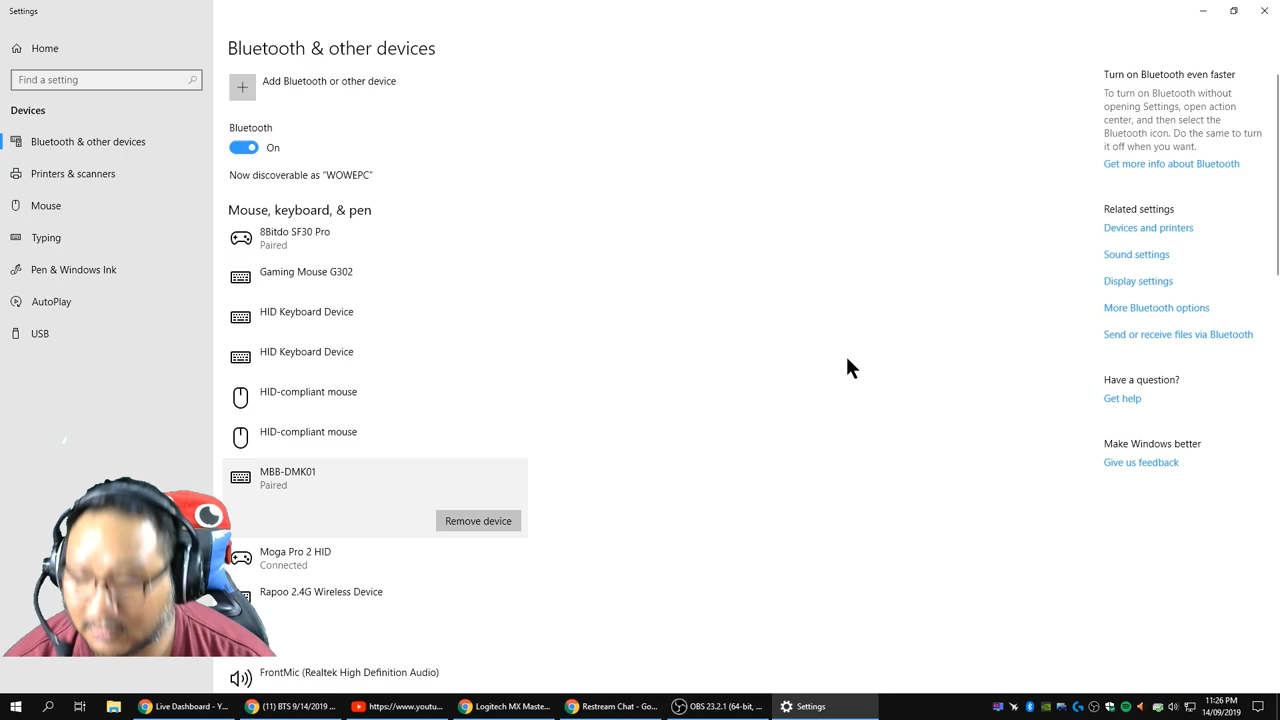 Settings
Home
Find a setting
Devices
Bluetooth & other devices
Printers & scanners
Mouse
Typing
Pen & Windows Ink
AutoPlay
USB
Bluetooth & other devices
Add Bluetooth or other device
Bluetooth
On
Now discoverable as "WOWEPC"
Mouse, keyboard, & pen
8Bitdo SF30 Pro
Paired
Gaming Mouse G302
HID Keyboard Device
HID Keyboard Device
HID-compliant mouse
HID-compliant mouse
MBB-DMK01
Paired
Remove device
Moga Pro 2 HID
Connected
Rapoo 2.4G Wireless Device
FrontMic (Realtek High Definition Audio)
Turn on Bluetooth even faster
To turn on Bluetooth without
opening Settings, open action
center, and then select the
Bluetooth icon. Do the same to turn
it off when you want.
Get more info about Bluetooth
Related settings
Devices and printers
Sound settings
Display settings
More Bluetooth options
Send or receive files via Bluetooth
Have a question?
Get help
Make Windows better
Give us feedback
Live Dashboard - Y...
(11) BTS 9/14/2019 ...
https://www.youtu...
Logitech MX Maste...
Restream Chat - Go...
OBS 23.2.1 (64-bit, ...
Settings
11:26 PM
14/09/2019